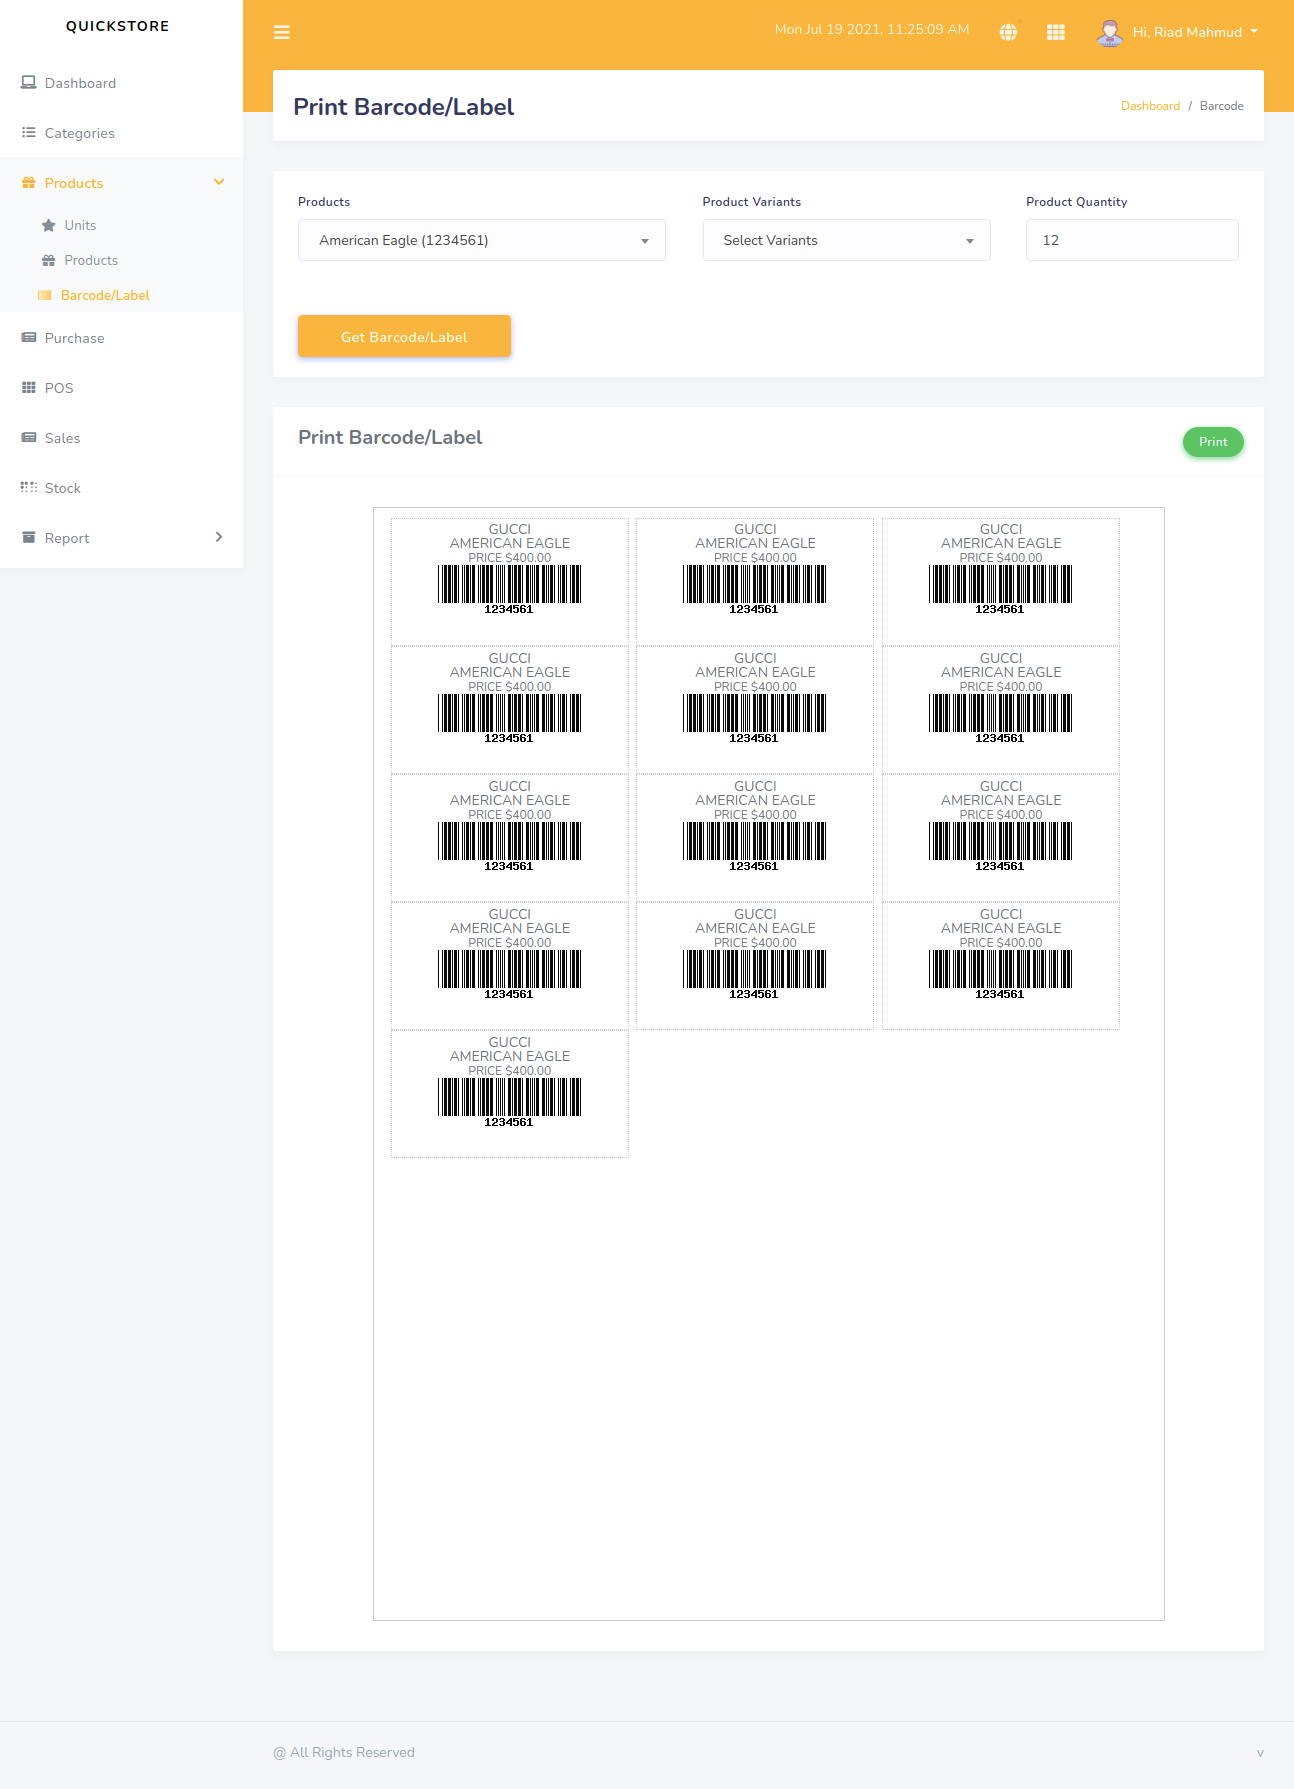 QUICKSTORE
Mon Jul 19 2021, 11:25:09 AM
Hi, Riad Mahmud
Dashboard
Categories
Products
Units
Products
Barcode/Label
Purchase
POS
Sales
Stock
Report
Print Barcode/Label
Dashboard / Barcode
Products
Product Variants
Product Quantity
American Eagle (1234561)
Select Variants
12
Get Barcode/Label
Print Barcode/Label
Print
GUCCI
AMERICAN EAGLE
PRICE $400.00
1234561
GUCCI
AMERICAN EAGLE
PRICE $400.00
1234561
GUCCI
AMERICAN EAGLE
PRICE $400.00
1234561
GUCCI
AMERICAN EAGLE
PRICE $400.00
1234561
GUCCI
AMERICAN EAGLE
PRICE $400.00
1234561
GUCCI
AMERICAN EAGLE
PRICE $400.00
1234561
GUCCI
AMERICAN EAGLE
PRICE $400.00
1234561
GUCCI
AMERICAN EAGLE
PRICE $400.00
1234561
GUCCI
AMERICAN EAGLE
PRICE $400.00
1234561
GUCCI
AMERICAN EAGLE
PRICE $400.00
1234561
GUCCI
AMERICAN EAGLE
PRICE $400.00
1234561
GUCCI
AMERICAN EAGLE
PRICE $400.00
1234561
GUCCI
AMERICAN EAGLE
PRICE $400.00
1234561
@ All Rights Reserved
v